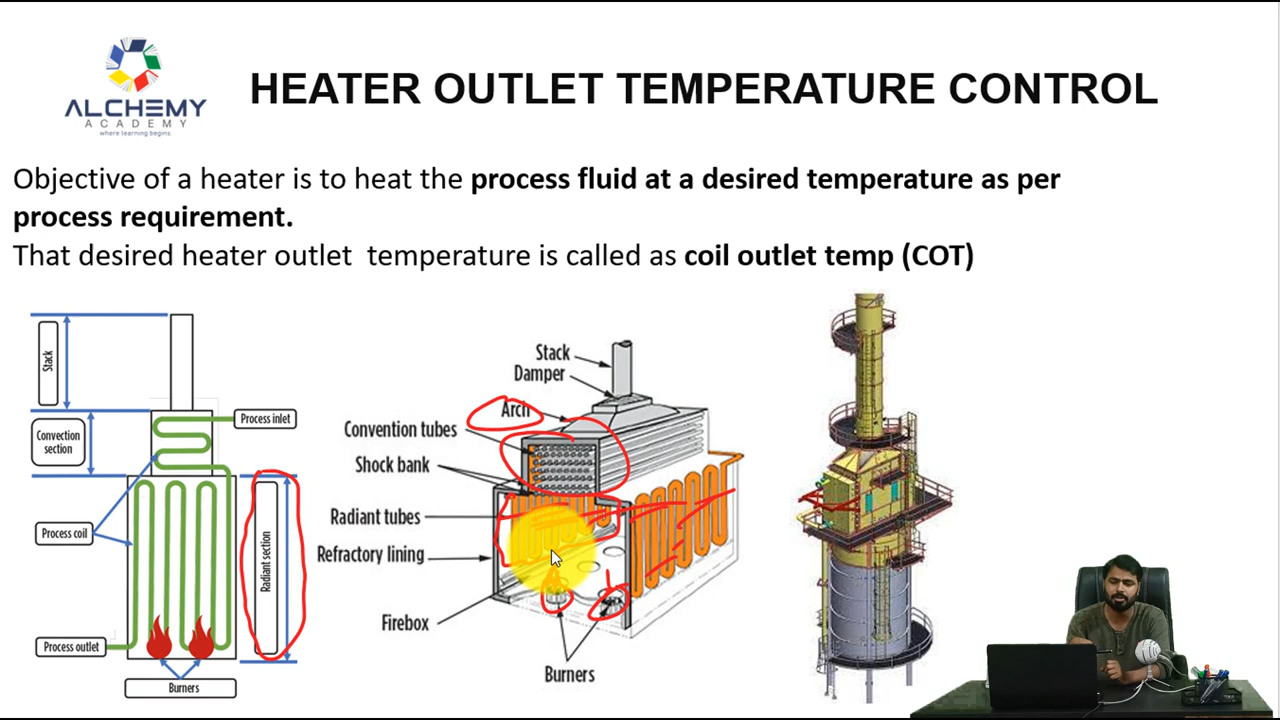 ALCHEMY
ACADEMY
where learning begins.
HEATER OUTLET TEMPERATURE CONTROL
Objective of a heater is to heat the process fluid at a desired temperature as per
process requirement.
That desired heater outlet temperature is called as coil outlet temp (COT)
Stack
Convection
section
Process inlet
Process coil
Radiant section
Process outlet
Burners
Stack
Damper
Arch
Convention tubes
Shock bank
Radiant tubes
Refractory lining
Firebox
Burners